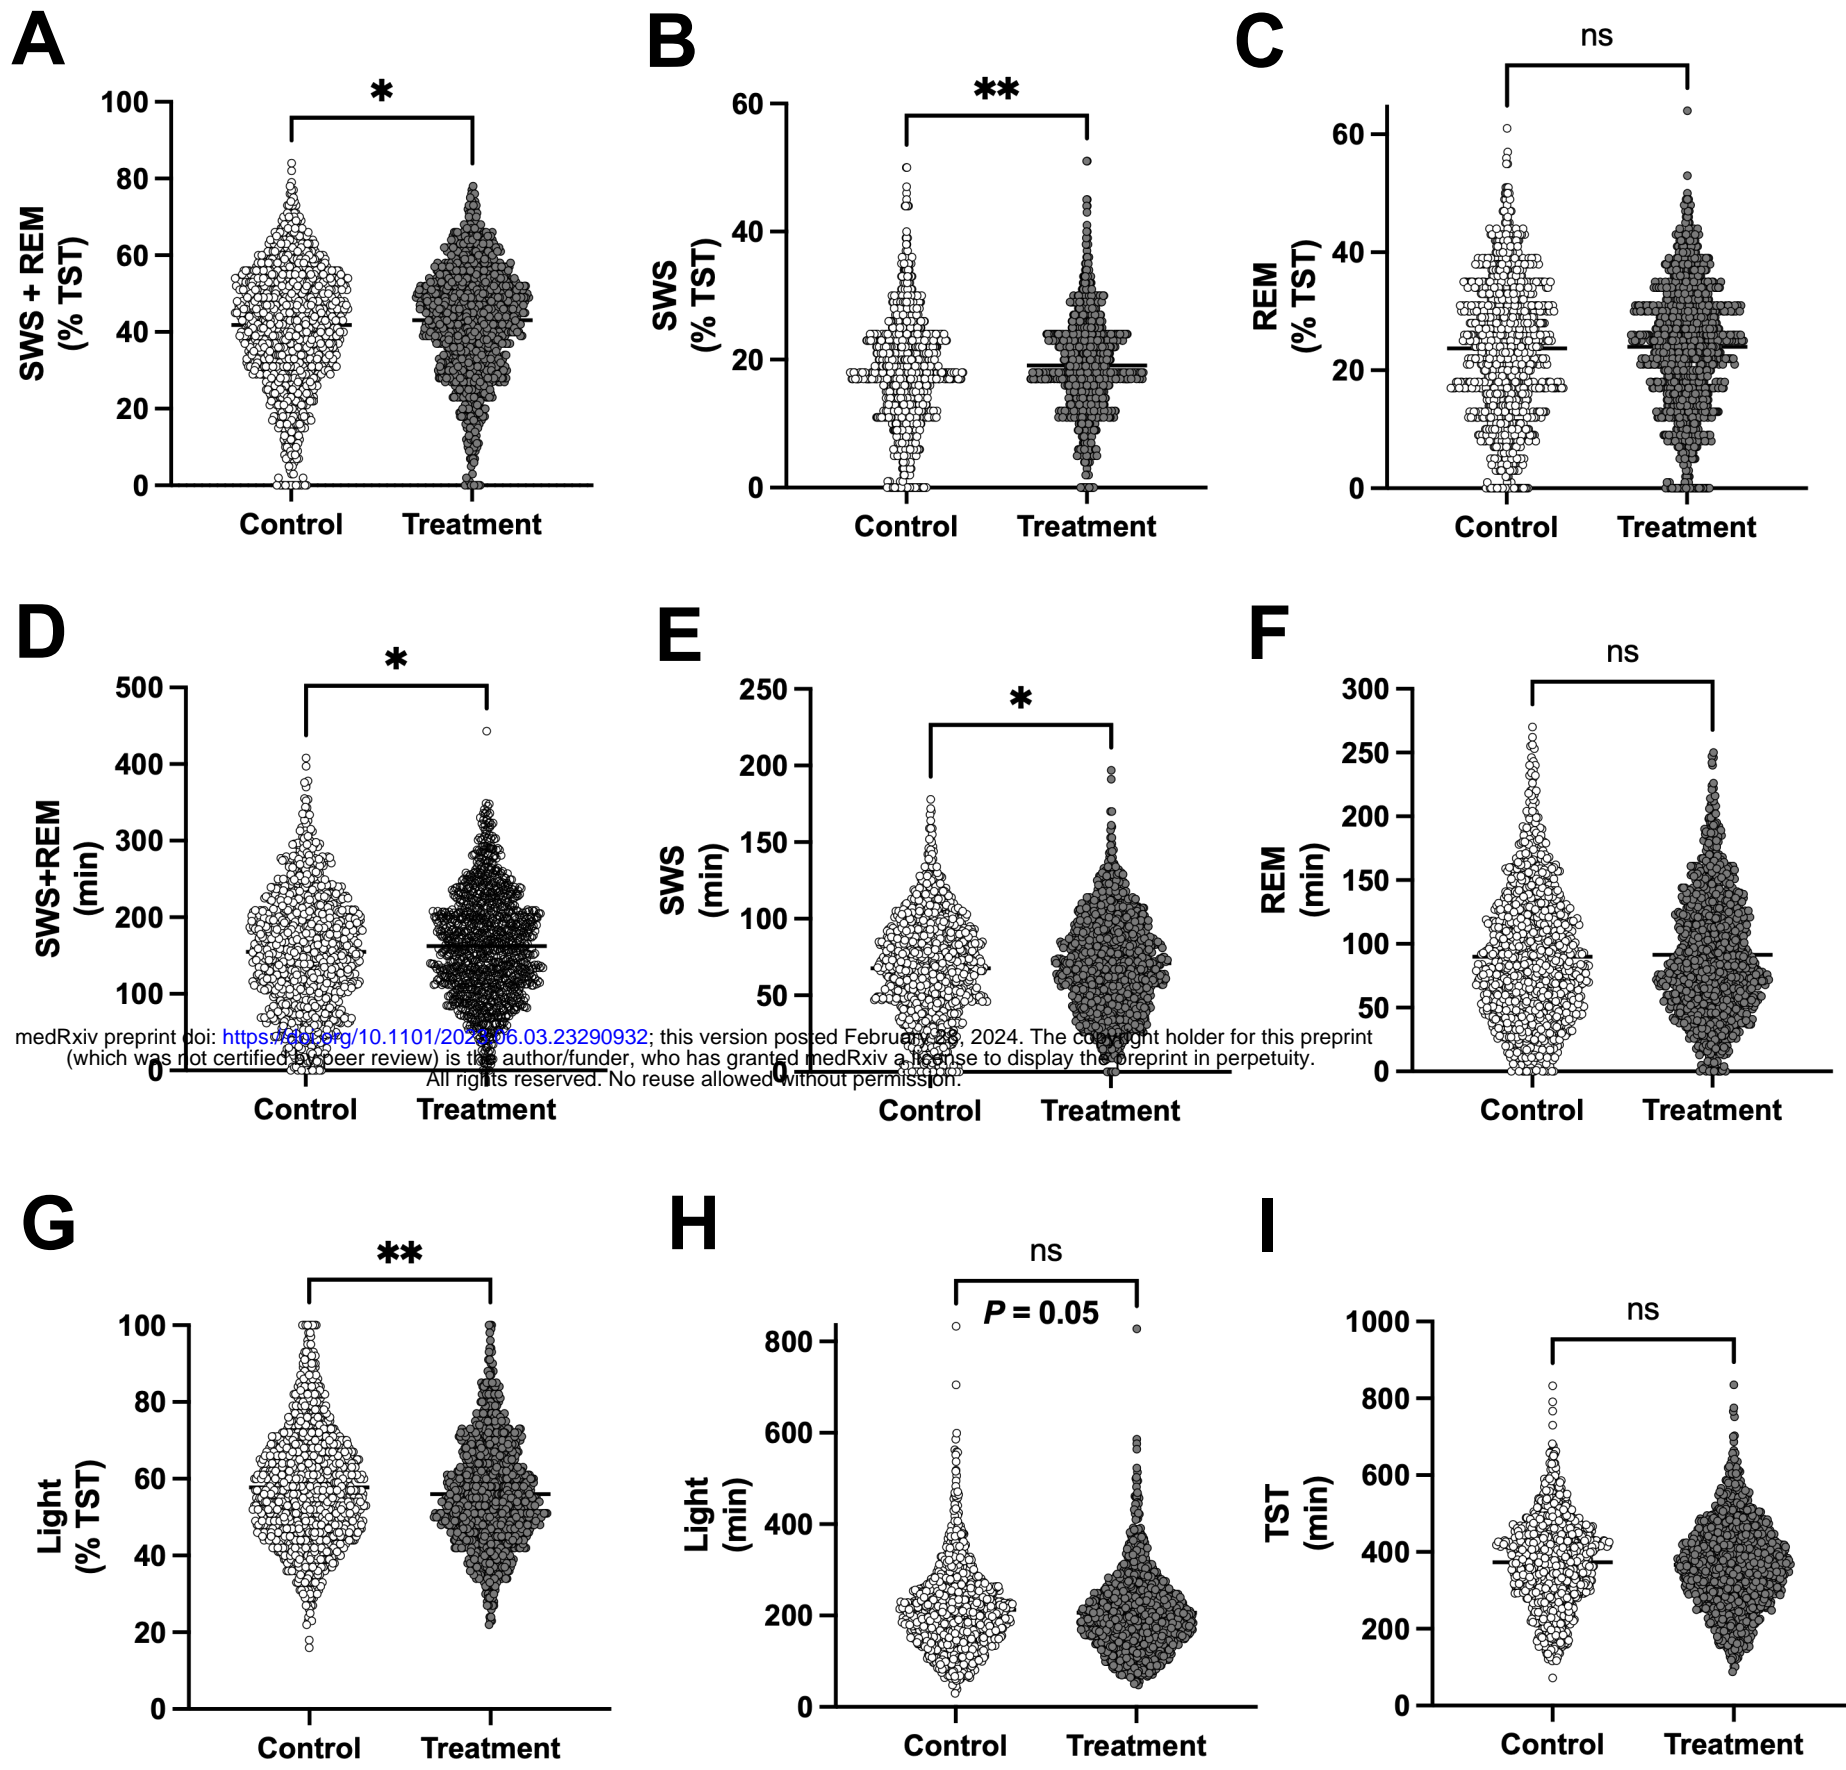 A
*
SWS + REM
(% TST)
100
80
60
40
20
0
Control Treatment
B
**
SWS
(% TST)
60
40
20
0
Control Treatment
C
ns
REM
(% TST)
60
40
20
0
Control Treatment
D
*
SWS+REM
(min)
500
400
300
200
100
0
Control Treatment
E
*
SWS
(min)
250
200
150
100
50
0
Control Treatment
F
ns
REM
(min)
300
250
200
150
100
50
0
Control Treatment
medRxiv preprint doi: https://doi.org/10.1101/2023.06.03.23290932; this version posted February 28, 2024. The copyright holder for this preprint
(which was not certified by peer review) is the author/funder, who has granted medRxiv a license to display the preprint in perpetuity.
All rights reserved. No reuse allowed without permission.
G
**
Light
(% TST)
100
80
60
40
20
0
Control Treatment
H
ns
P = 0.05
Light
(min)
800
600
400
200
0
Control Treatment
I
ns
TST
(min)
1000
800
600
400
200
0
Control Treatment